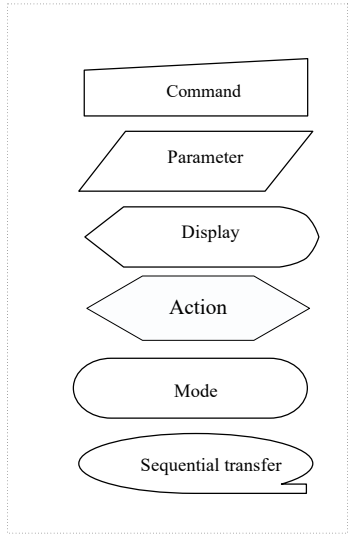 Command
Parameter
Display
Action
Mode
Sequential transfer